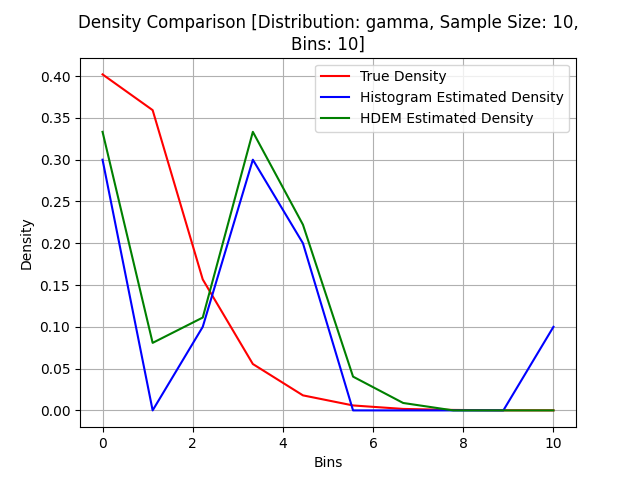 Density Comparison [Distribution: gamma, Sample Size: 10,
Bins: 10]
True Density
Histogram Estimated Density
HDEM Estimated Density
Density
0.40
0.35
0.30
0.25
0.20
0.15
0.10
0.05
0.00
0 2 4 6 8 10
Bins